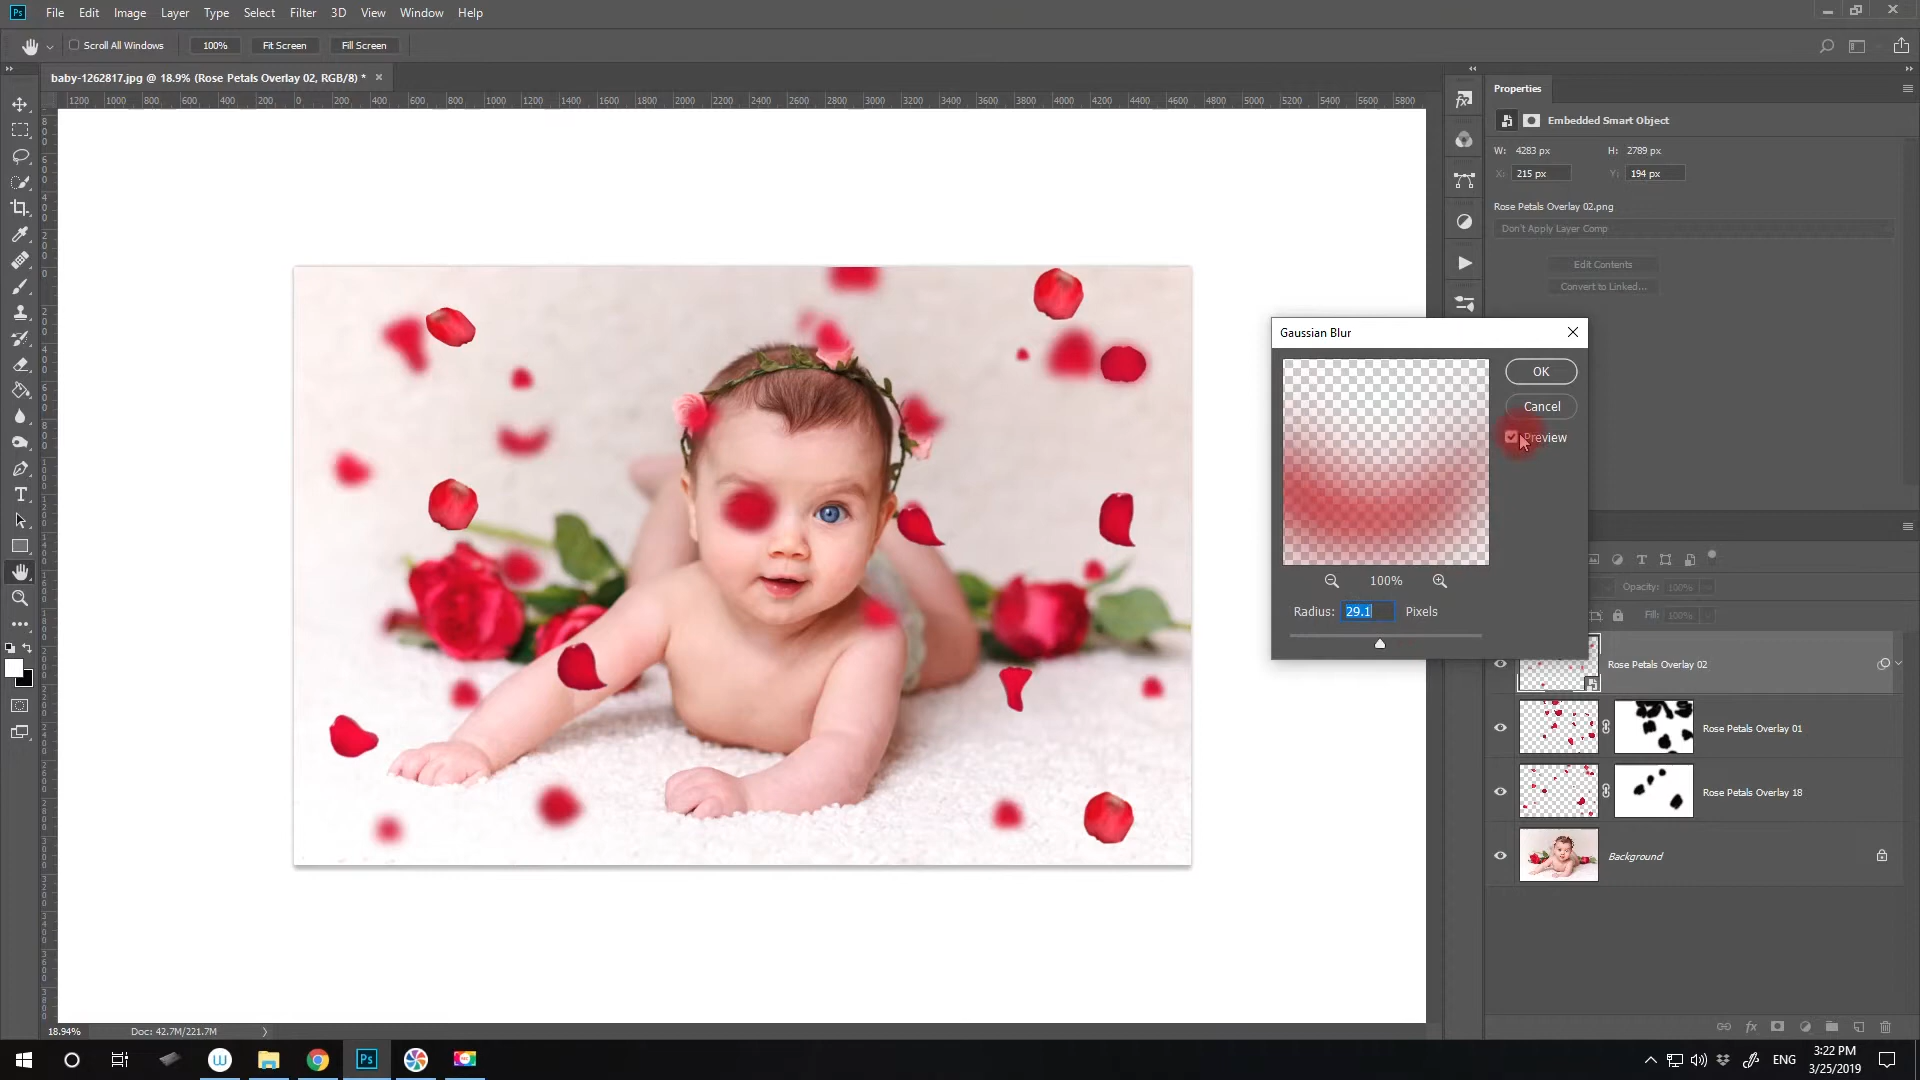 Ps File Edit Image Layer Type Select Filter 3D View Window Help
Scroll All Windows 100% Fit Screen Fill Screen
baby-1262817.jpg @ 18.9% (Rose Petals Overlay 02, RGB/8) * ×
1200 1000 800 600 400 200 0 200 400 600 800 1000 1200 1400 1600 1800 2000 2200 2400 2600 2800 3000 3200 3400 3600 3800 4000 4200 4400 4600 4800 5000 5200 5400 5600 5800
Properties
Embedded Smart Object
W: 4283 px H: 2789 px
X: 215 px Y: 194 px
Rose Petals Overlay 02.png
Don't Apply Layer Comp
Edit Contents
Convert to Linked...
Gaussian Blur
OK
Cancel
Preview
100%
Radius: 29.1 Pixels
Opacity: 100%
Fill: 100%
Rose Petals Overlay 02
Rose Petals Overlay 01
Rose Petals Overlay 18
Background
18.94% Doc: 42.7M/221.7M
Ps
ENG
3:22 PM
3/25/2019